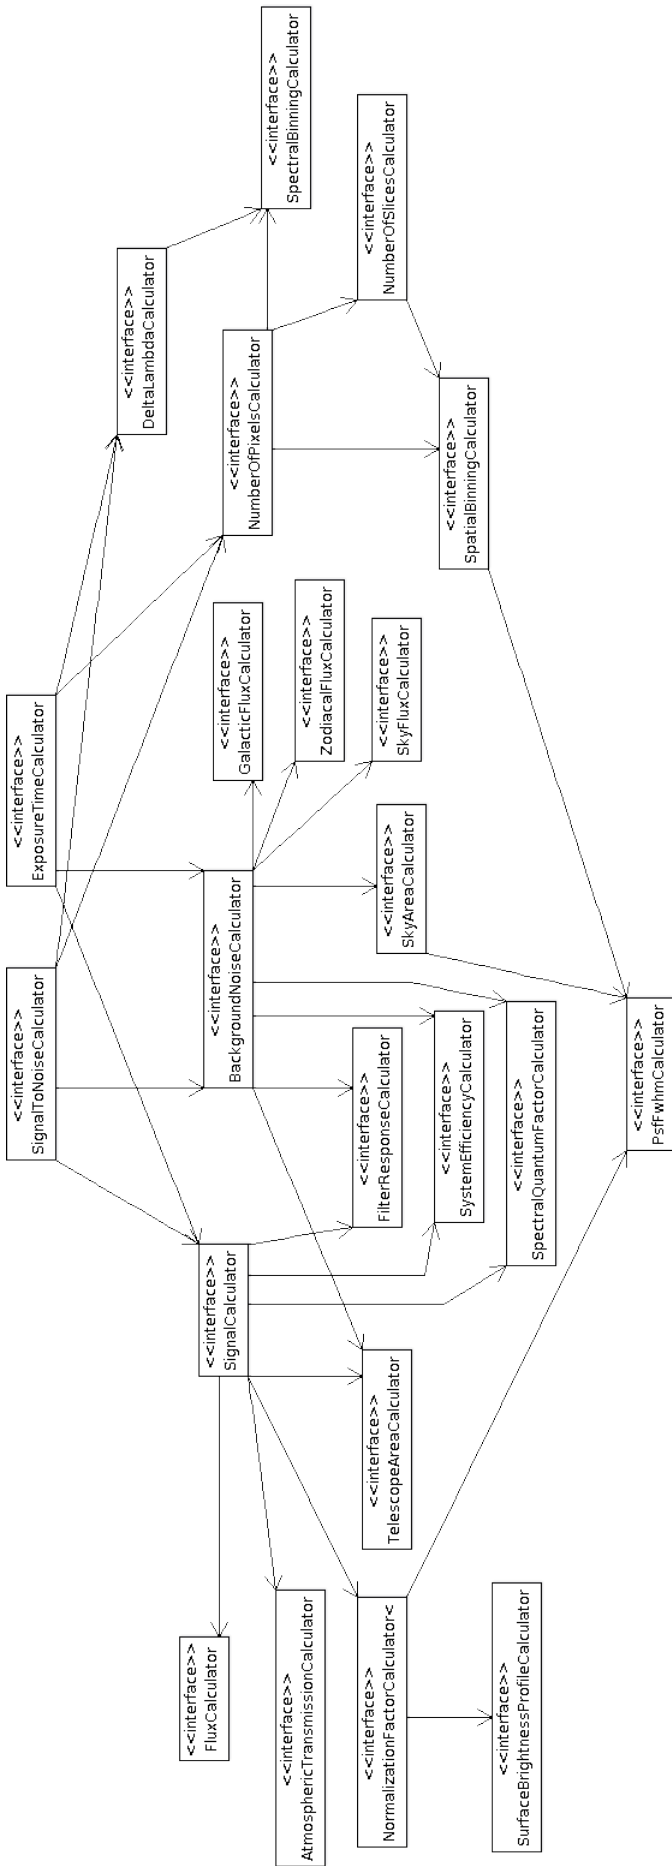 <<interface>>
SignalToNoiseCalculator
<<interface>>
ExposureTimeCalculator
<<interface>>
DeltaLambdaCalculator
<<interface>>
FluxCalculator
<<interface>>
SignalCalculator
<<interface>>
BackgroundNoiseCalculator
<<interface>>
GalacticFluxCalculator
<<interface>>
NumberOfPixelsCalculator
<<interface>>
SpectralBinningCalculator
<<interface>>
AtmosphericTransmissionCalculator
<<interface>>
ZodiacalFluxCalculator
<<interface>>
NormalizationFactorCalculator<
<<interface>>
TelescopeAreaCalculator
<<interface>>
FilterResponseCalculator
<<interface>>
SkyAreaCalculator
<<interface>>
SkyFluxCalculator
<<interface>>
NumberOfSlicesCalculator
<<interface>>
SystemEfficiencyCalculator
<<interface>>
SpatialBinningCalculator
<<interface>>
SurfaceBrightnessProfileCalculator
<<interface>>
SpectralQuantumFactorCalculator
<<interface>>
PsfFwhmCalculator